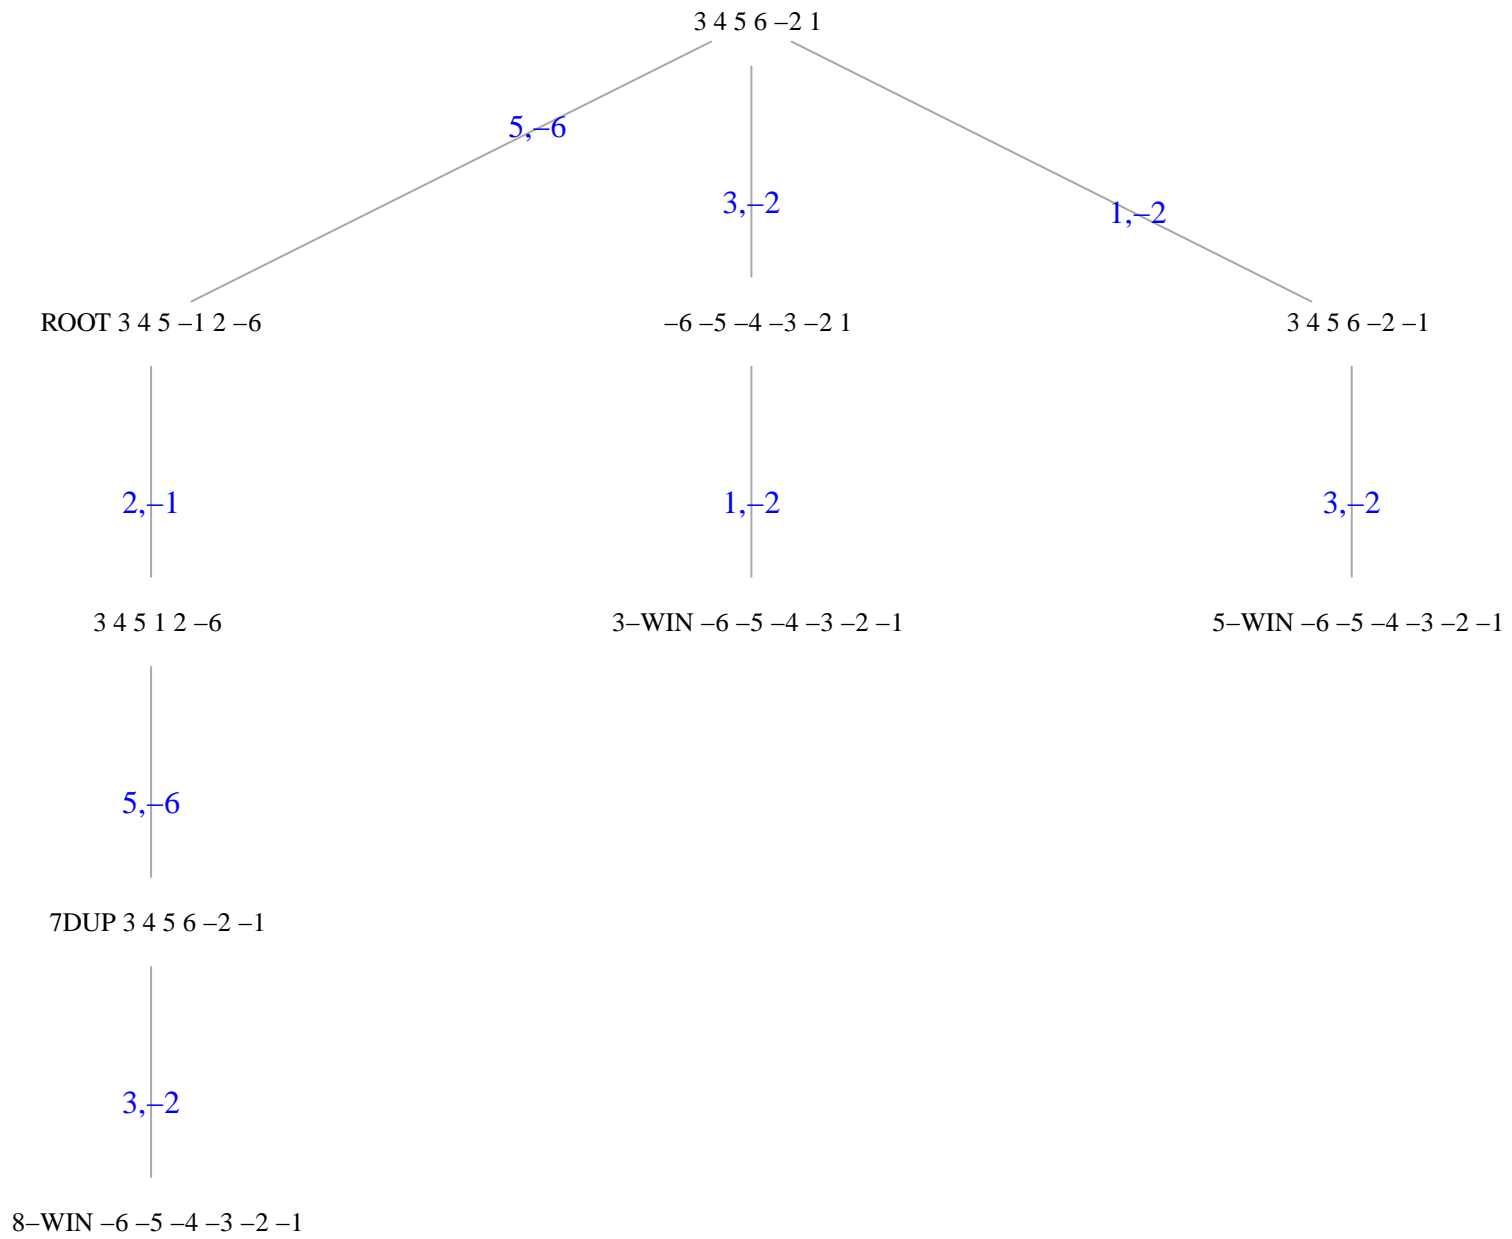 3 4 5 6 –2 1
5,–6
3,–2
1,–2
ROOT 3 4 5 –1 2 –6
–6 –5 –4 –3 –2 1
3 4 5 6 –2 –1
2,–1
1,–2
3,–2
3 4 5 1 2 –6
3–WIN –6 –5 –4 –3 –2 –1
5–WIN –6 –5 –4 –3 –2 –1
5,–6
7DUP 3 4 5 6 –2 –1
3,–2
8–WIN –6 –5 –4 –3 –2 –1